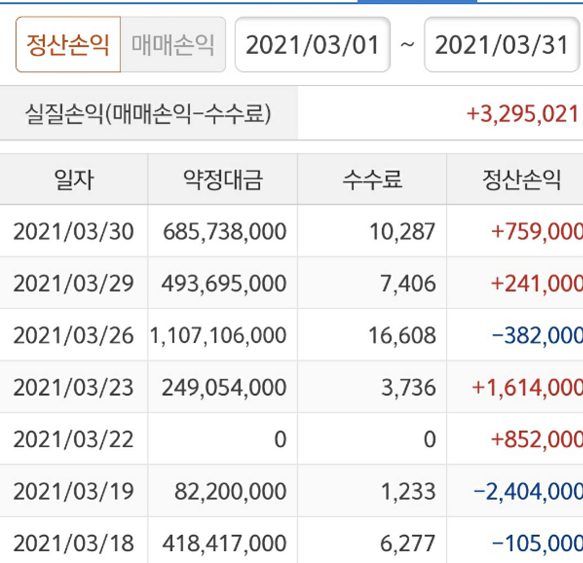 정산손익 매매손익 2021/03/01 ~ 2021/03/31
실질손익(매매손익-수수료) +3,295,021
일자 약정대금 수수료 정산손익
2021/03/30 685,738,000 10,287 +759,000
2021/03/29 493,695,000 7,406 +241,000
2021/03/26 1,107,106,000 16,608 -382,000
2021/03/23 249,054,000 3,736 +1,614,000
2021/03/22 0 0 +852,000
2021/03/19 82,200,000 1,233 -2,404,000
2021/03/18 418,417,000 6,277 -105,000